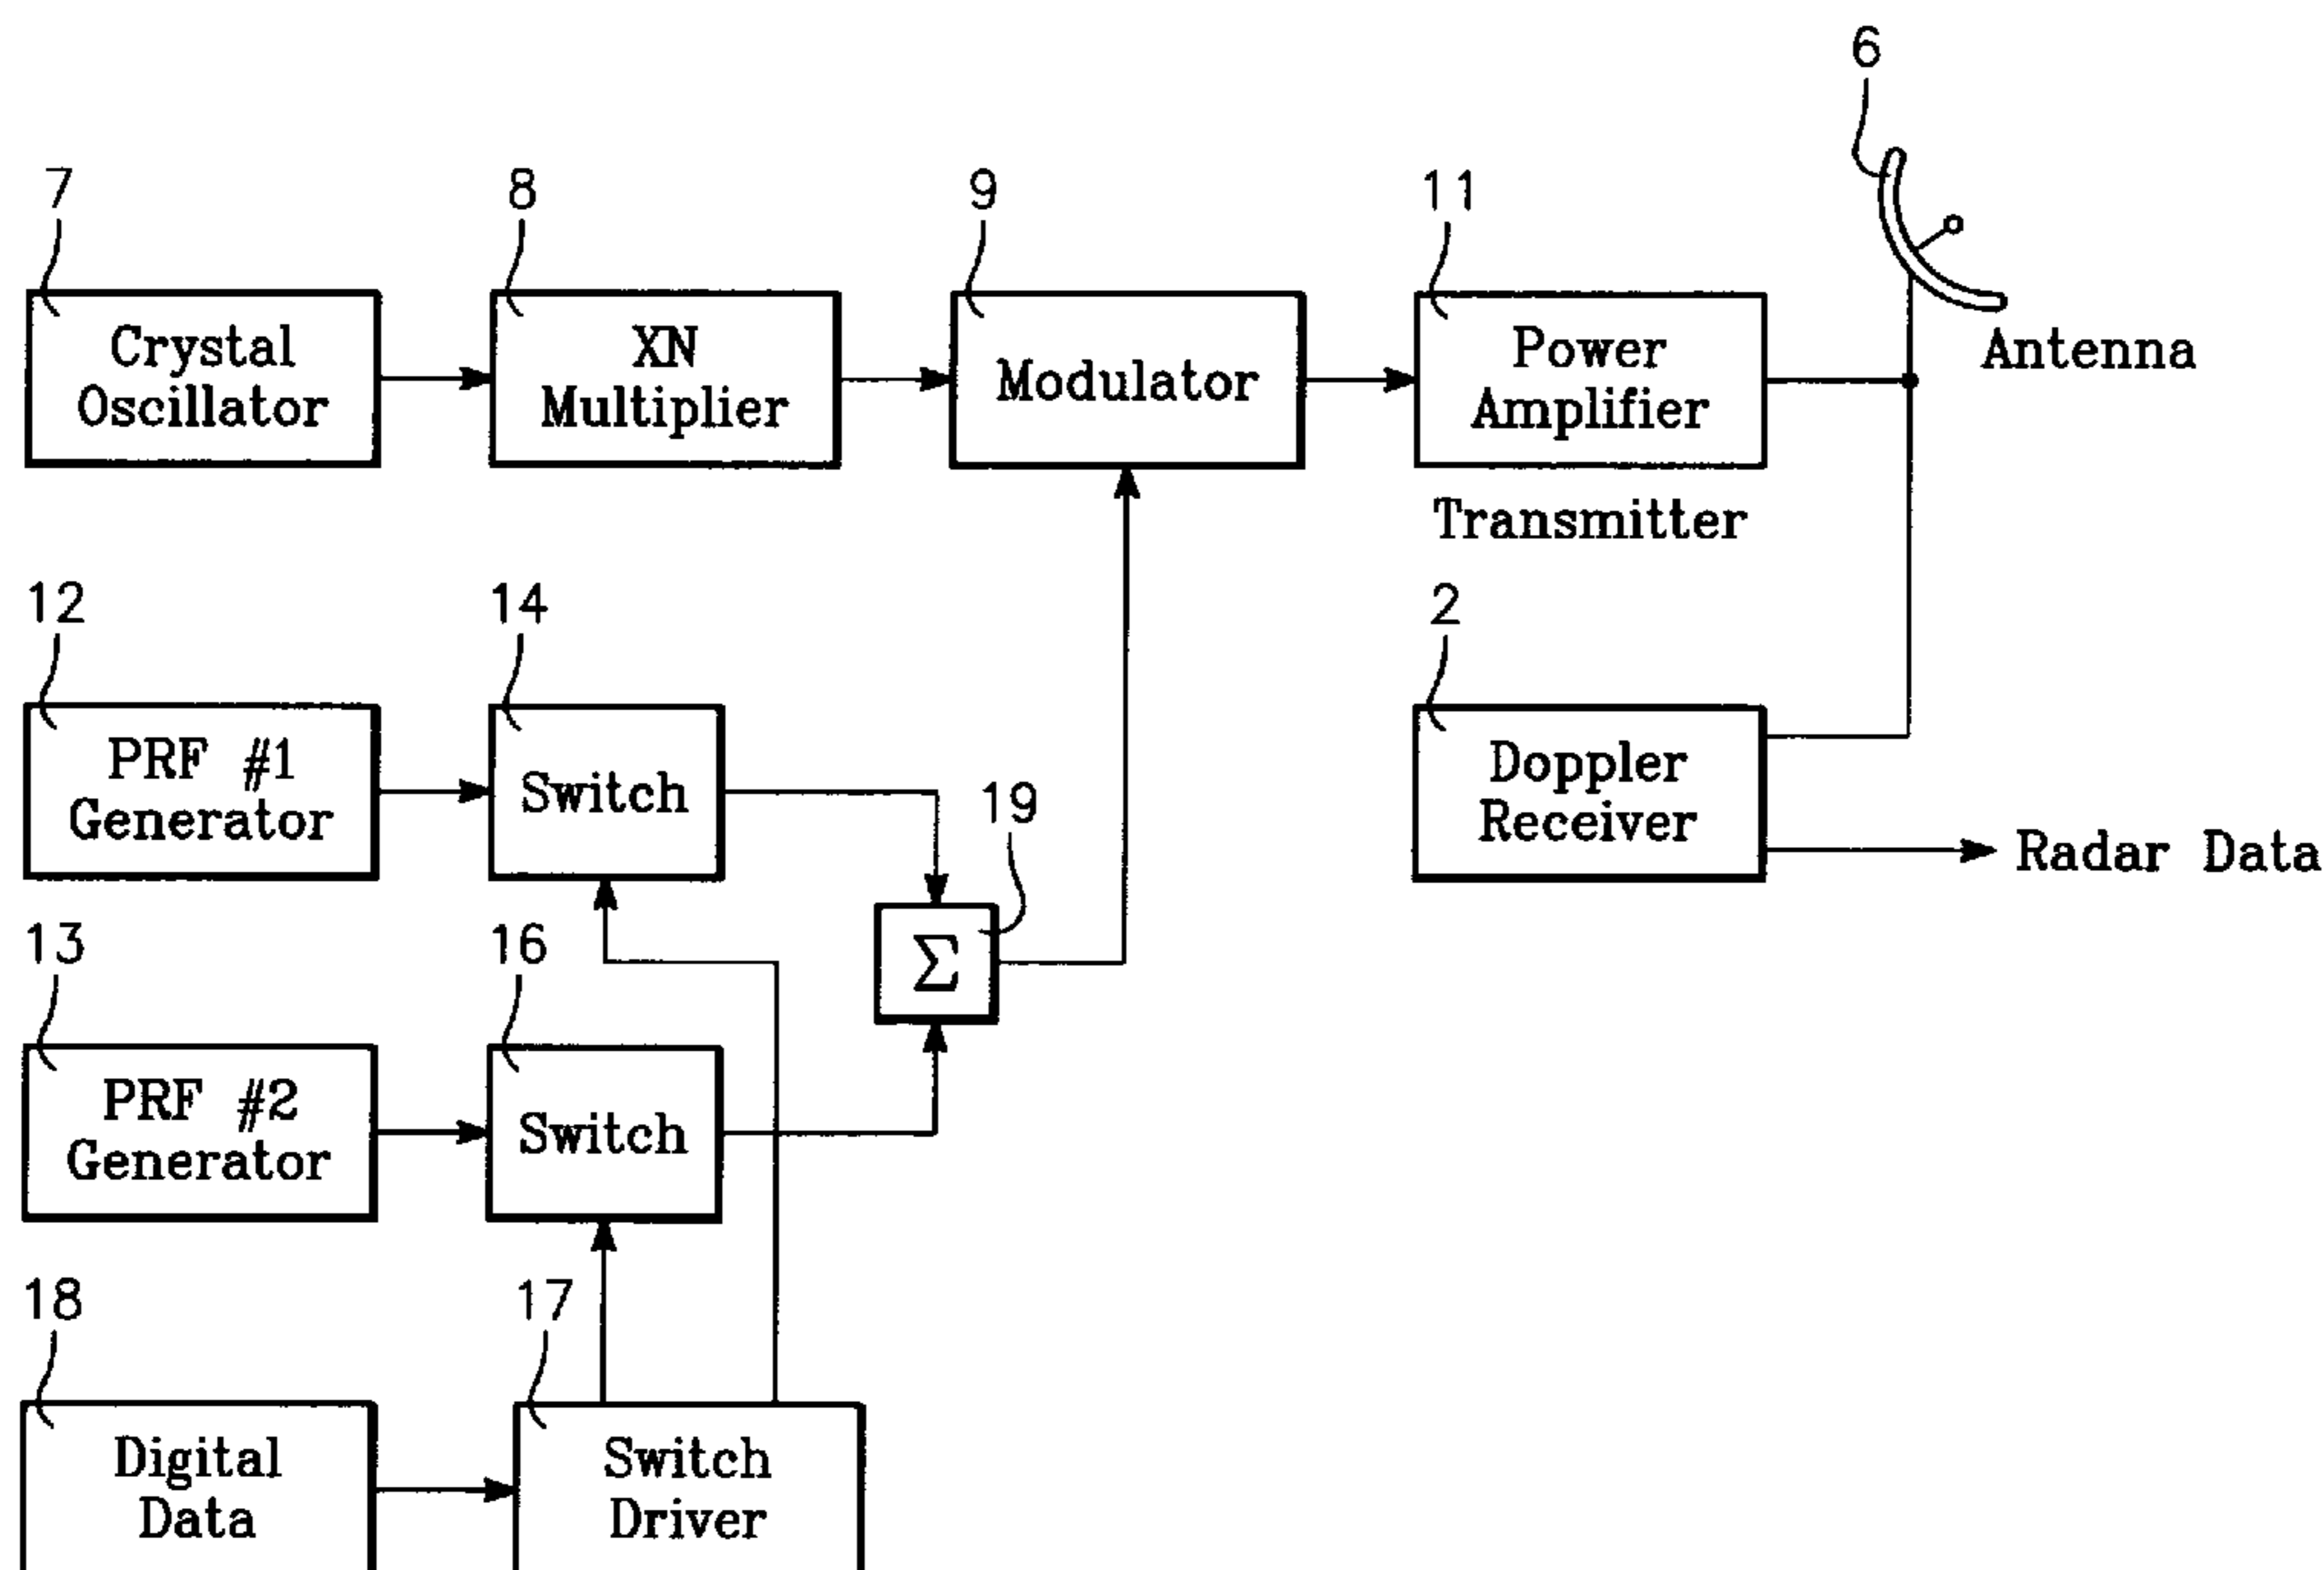 6
7
8
9
11
Crystal
Oscillator
XN
Multiplier
Modulator
Power
Amplifier
Antenna
Transmitter
12
14
2
PRF #1
Generator
Switch
19
Doppler
Receiver
Radar Data
13
16
Σ
PRF #2
Generator
Switch
18
17
Digital
Data
Switch
Driver